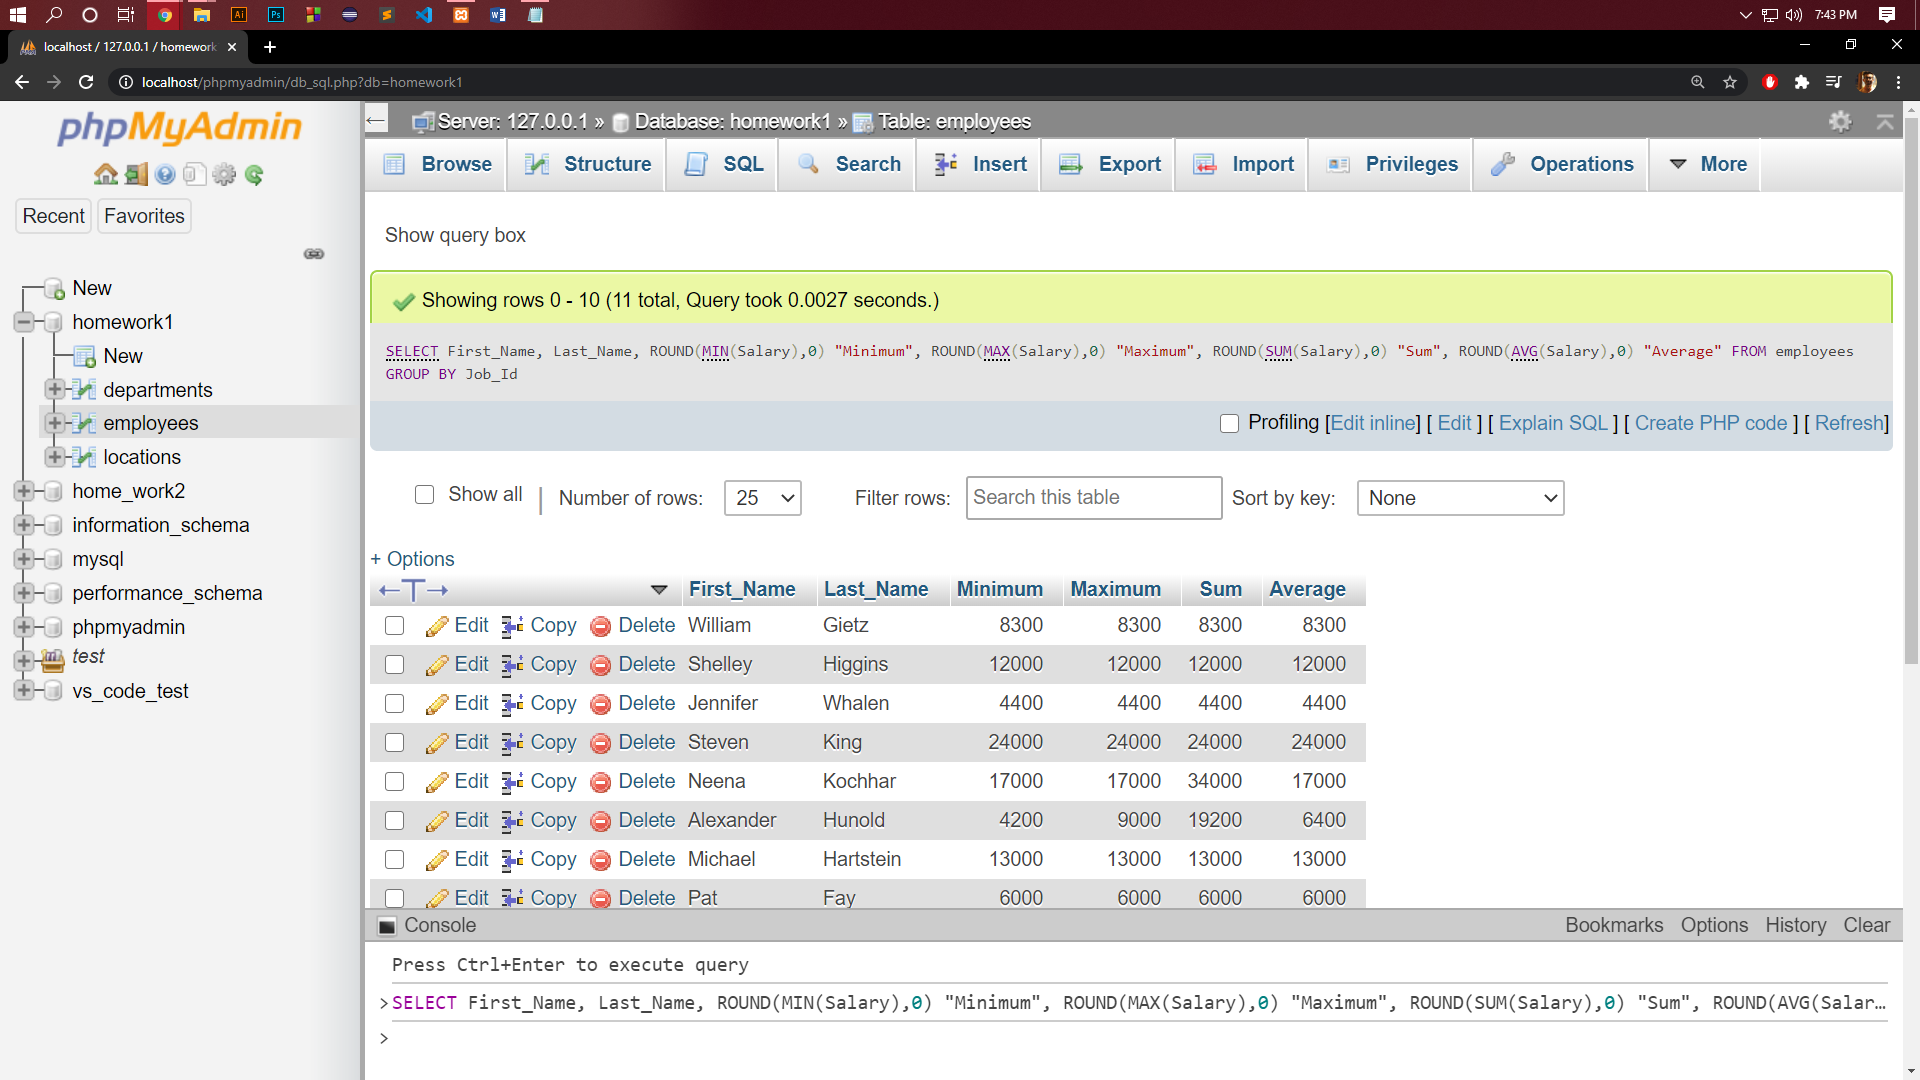 7:43 PM
localhost / 127.0.0.1 / homework
localhost/phpmyadmin/db_sql.php?db=homework1
phpMyAdmin
Recent Favorites
New
homework1
New
departments
employees
locations
home_work2
information_schema
mysql
performance_schema
phpmyadmin
test
vs_code_test
Server: 127.0.0.1 » Database: homework1 » Table: employees
Browse Structure SQL Search Insert Export Import Privileges Operations More
Show query box
Showing rows 0 - 10 (11 total, Query took 0.0027 seconds.)
SELECT First_Name, Last_Name, ROUND(MIN(Salary),0) "Minimum", ROUND(MAX(Salary),0) "Maximum", ROUND(SUM(Salary),0) "Sum", ROUND(AVG(Salary),0) "Average" FROM employees
GROUP BY Job_Id
Profiling [Edit inline] [ Edit ] [ Explain SQL ] [ Create PHP code ] [ Refresh]
Show all | Number of rows: 25 Filter rows: Search this table Sort by key: None
+ Options
←T→ First_Name Last_Name Minimum Maximum Sum Average
Edit Copy Delete William Gietz 8300 8300 8300 8300
Edit Copy Delete Shelley Higgins 12000 12000 12000 12000
Edit Copy Delete Jennifer Whalen 4400 4400 4400 4400
Edit Copy Delete Steven King 24000 24000 24000 24000
Edit Copy Delete Neena Kochhar 17000 17000 34000 17000
Edit Copy Delete Alexander Hunold 4200 9000 19200 6400
Edit Copy Delete Michael Hartstein 13000 13000 13000 13000
Edit Copy Delete Pat Fay 6000 6000 6000 6000
Console Bookmarks Options History Clear
Press Ctrl+Enter to execute query
>SELECT First_Name, Last_Name, ROUND(MIN(Salary),0) "Minimum", ROUND(MAX(Salary),0) "Maximum", ROUND(SUM(Salary),0) "Sum", ROUND(AVG(Salar…
>